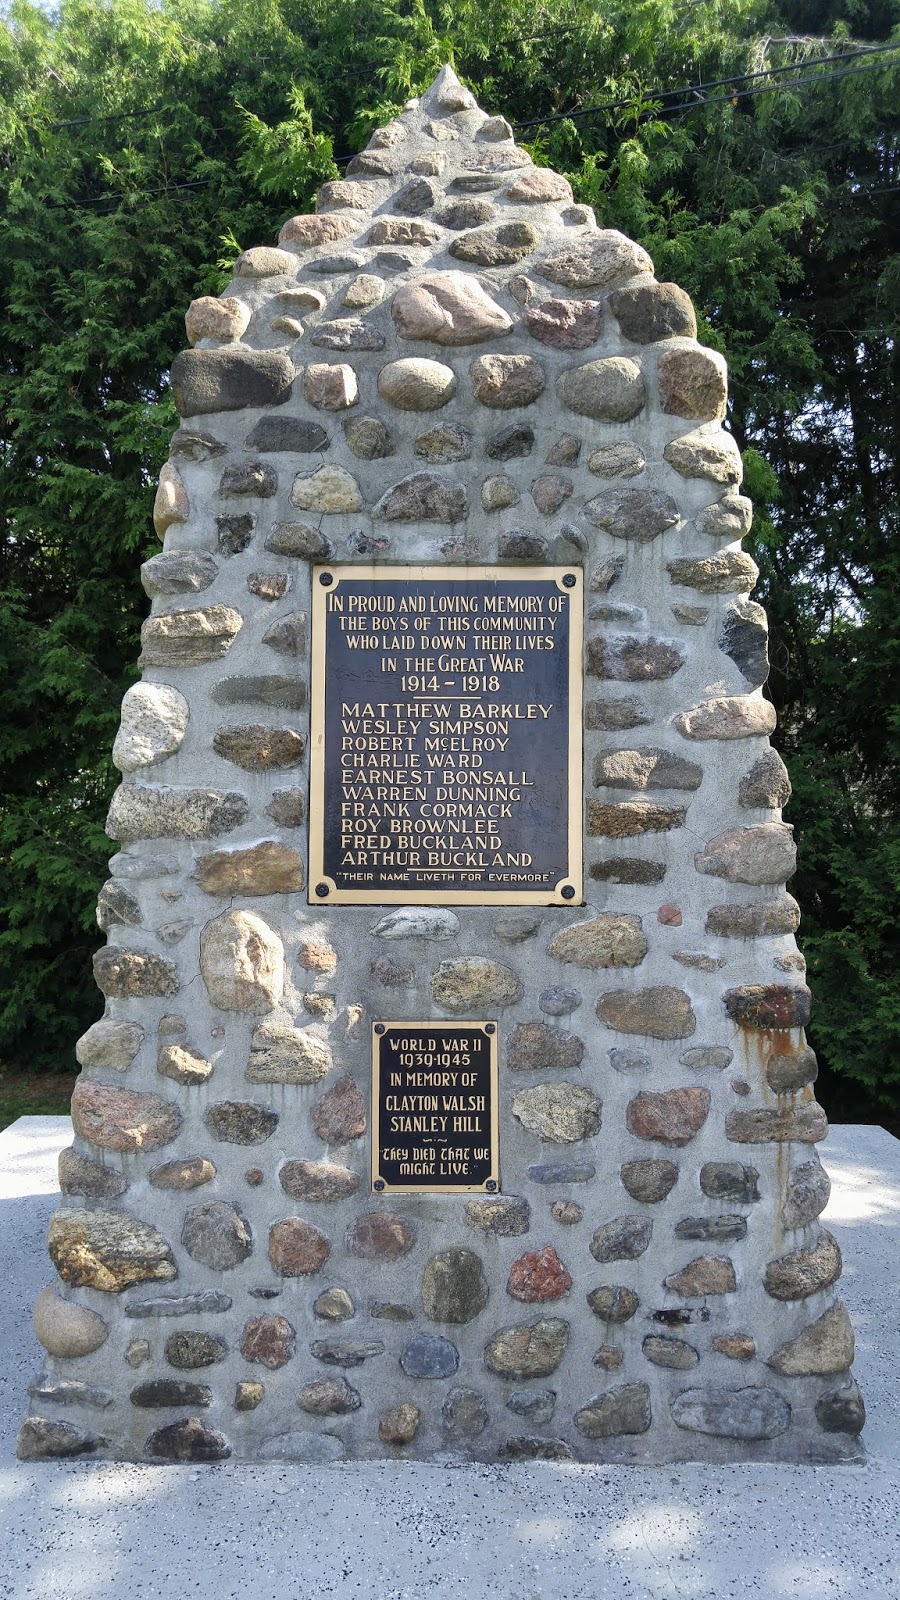 IN PROUD AND LOVING MEMORY OF
THE BOYS OF THIS COMMUNITY
WHO LAID DOWN THEIR LIVES
IN THE GREAT WAR
1914 - 1918
MATTHEW BARKLEY
WESLEY SIMPSON
ROBERT McELROY
CHARLIE WARD
EARNEST BONSALL
WARREN DUNNING
FRANK CORMACK
ROY BROWNLEE
FRED BUCKLAND
ARTHUR BUCKLAND
"THEIR NAME LIVETH FOR EVERMORE"
WORLD WAR II
1939-1945
IN MEMORY OF
CLAYTON WALSH
STANLEY HILL
"THEY DIED THAT WE
MIGHT LIVE."